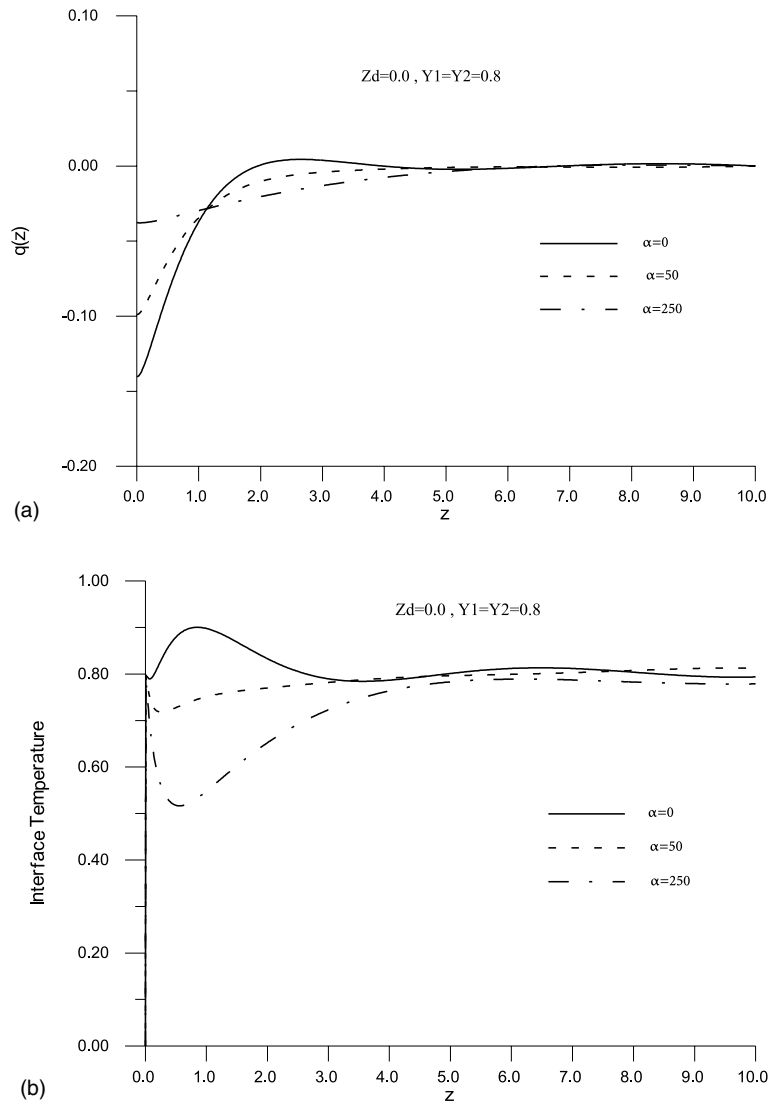 0.10
Zd=0.0 , Y1=Y2=0.8
0.00
q(z)
α=0
α=50
-0.10
α=250
-0.20
0.0 1.0 2.0 3.0 4.0 5.0 6.0 7.0 8.0 9.0 10.0
(a)
z
1.00
Zd=0.0 , Y1=Y2=0.8
0.80
0.60
Interface Temperature
α=0
0.40
α=50
α=250
0.20
0.00
0.0 1.0 2.0 3.0 4.0 5.0 6.0 7.0 8.0 9.0 10.0
(b)
z